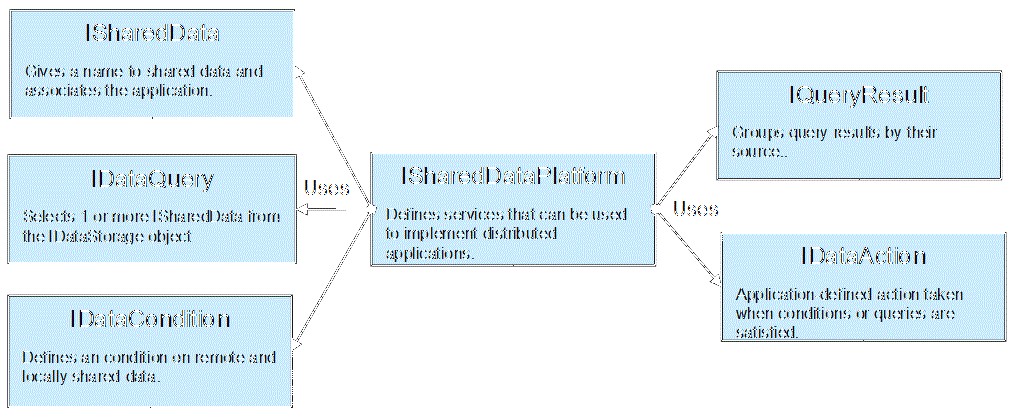 ISharedData
Gives a name to shared data and
associates the application.
IDataQuery
Selects 1 or more ISharedData from
the IDataStorage object
IDataCondition
Defines an condition on remote and
locally shared data.
Uses
ISharedDataPlatform
Defines services that can be used
to implement distributed
applications.
Uses
IQueryResult
Groups query results by their
source..
IDataAction
Application defined action taken
when conditions or queries are
satisfied.